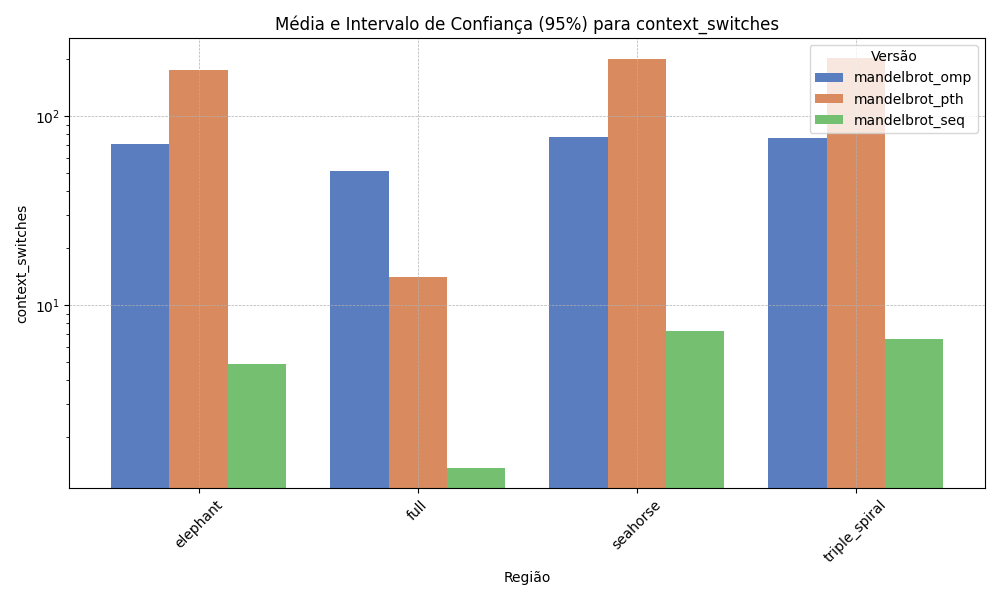 Média e Intervalo de Confiança (95%) para context_switches
Versão
mandelbrot_omp
mandelbrot_pth
mandelbrot_seq
10²
10¹
context_switches
elephant
full
seahorse
triple_spiral
Região